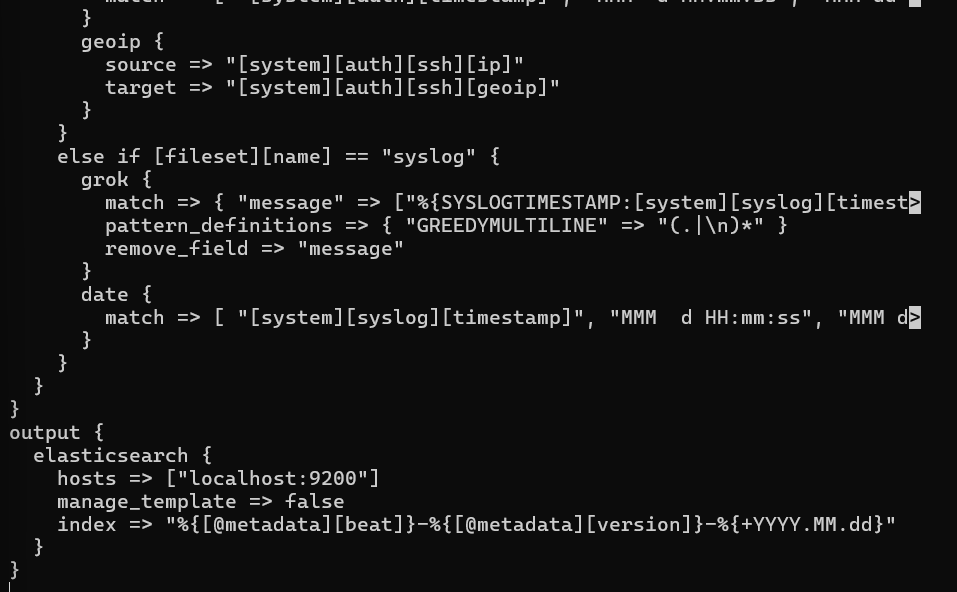 match => [ "[system][auth][timestamp]", "MMM  d HH:mm:ss", "MMM dd>
      }
      geoip {
        source => "[system][auth][ssh][ip]"
        target => "[system][auth][ssh][geoip]"
      }
    }
    else if [fileset][name] == "syslog" {
      grok {
        match => { "message" => ["%{SYSLOGTIMESTAMP:[system][syslog][timest>
        pattern_definitions => { "GREEDYMULTILINE" => "(.|\n)*" }
        remove_field => "message"
      }
      date {
        match => [ "[system][syslog][timestamp]", "MMM  d HH:mm:ss", "MMM d>
      }
    }
  }
}
output {
  elasticsearch {
    hosts => ["localhost:9200"]
    manage_template => false
    index => "%{[@metadata][beat]}-%{[@metadata][version]}-%{+YYYY.MM.dd}"
  }
}